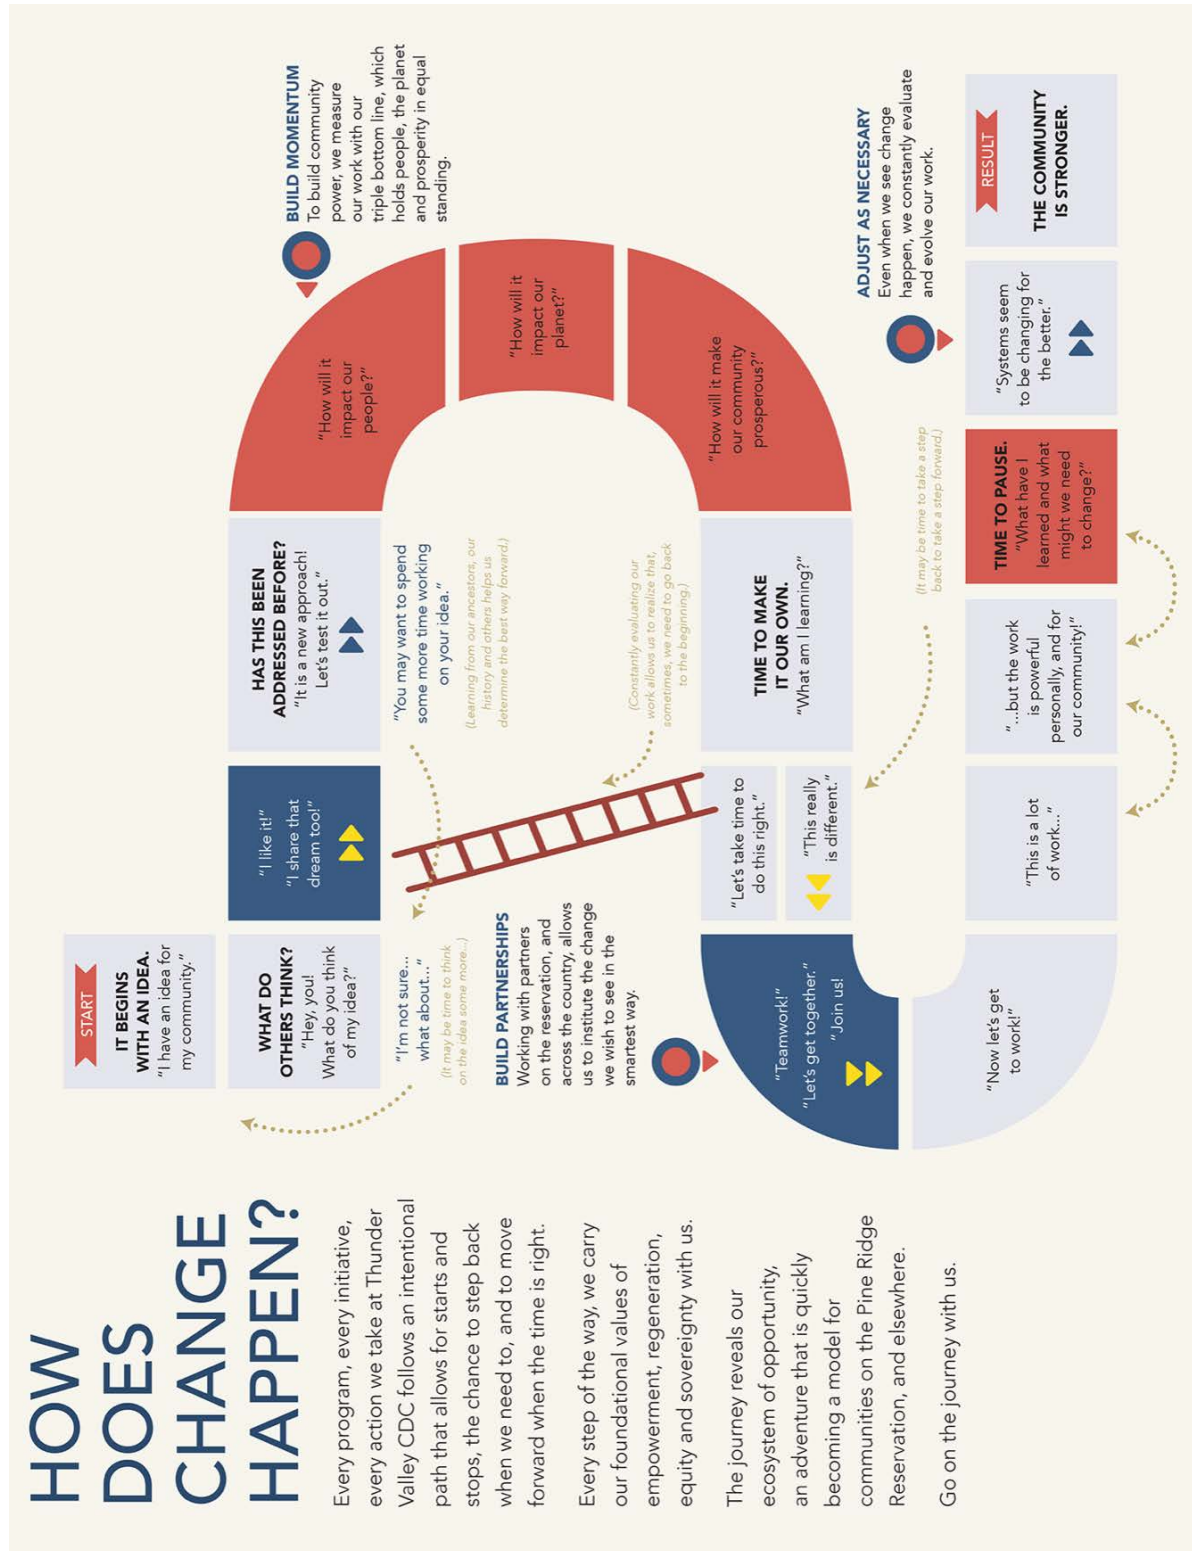 HOW
DOES
CHANGE
HAPPEN?
Every program, every initiative,
every action we take at Thunder
Valley CDC follows an intentional
path that allows for starts and
stops, the chance to step back
when we need to, and to move
forward when the time is right.
Every step of the way, we carry
our foundational values of
empowerment, regeneration,
equity and sovereignty with us.
The journey reveals our
ecosystem of opportunity,
an adventure that is quickly
becoming a model for
communities on the Pine Ridge
Reservation, and elsewhere.
Go on the journey with us.
START
IT BEGINS
WITH AN IDEA.
"I have an idea for
my community."
WHAT DO
OTHERS THINK?
"Hey, you!
What do you think
of my idea?"
"I'm not sure...
what about..."
(It may be time to think
on the idea some more...)
"I like it!"
"I share that
dream too!"
HAS THIS BEEN
ADDRESSED BEFORE?
"It is a new approach!
Let's test it out."
"You may want to spend
some more time working
on your idea."
(Learning from our ancestors, our
history and others helps us
determine the best way forward.)
BUILD MOMENTUM
To build community
power, we measure
our work with our
triple bottom line, which
holds people, the planet
and prosperity in equal
standing.
"How will it
impact our
people?"
"How will it
impact our
planet?"
"How will it make
our community
prosperous?"
(Constantly evaluating our
work allows us to realize that,
sometimes, we need to go back
to the beginning.)
TIME TO MAKE
IT OUR OWN.
"What am I learning?"
"Let's take time to
do this right."
"This really
is different."
BUILD PARTNERSHIPS
Working with partners
on the reservation, and
across the country, allows
us to institute the change
we wish to see in the
smartest way.
"Teamwork!"
"Let's get together."
"Join us!
"Now let's get
to work!"
"This is a lot
of work..."
"...but the work
is powerful
personally, and for
our community!"
(It may be time to take a step
back to take a step forward.)
TIME TO PAUSE.
"What have I
learned and what
might we need
to change?"
ADJUST AS NECESSARY
Even when we see change
happen, we constantly evaluate
and evolve our work.
"Systems seem
to be changing for
the better."
RESULT
THE COMMUNITY
IS STRONGER.